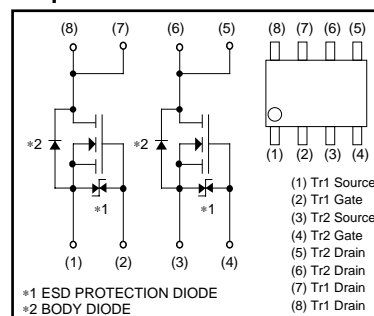 (8) (7) (6) (5)
∗2 ∗2
∗1 ∗1
(1) (2) (3) (4)
∗1 ESD PROTECTION DIODE
∗2 BODY DIODE
(8) (7) (6) (5)
(1) (2) (3) (4)
(1) Tr1 Source
(2) Tr1 Gate
(3) Tr2 Source
(4) Tr2 Gate
(5) Tr2 Drain
(6) Tr2 Drain
(7) Tr1 Drain
(8) Tr1 Drain